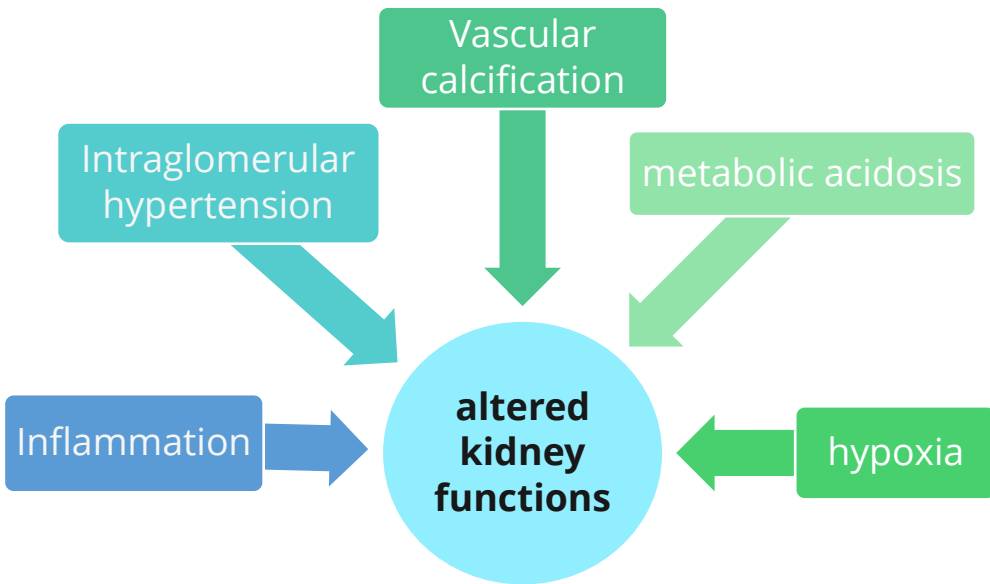 Vascular
calcification
Intraglomerular
hypertension
metabolic acidosis
Inflammation
altered
kidney
functions
hypoxia